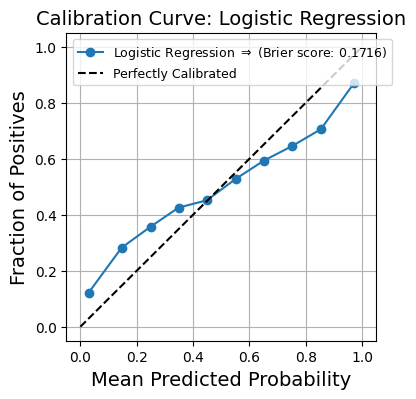 Calibration Curve: Logistic Regression
Logistic Regression ⇒ (Brier score: 0.1716)
Perfectly Calibrated
Fraction of Positives
1.0
0.8
0.6
0.4
0.2
0.0
0.0 0.2 0.4 0.6 0.8 1.0
Mean Predicted Probability